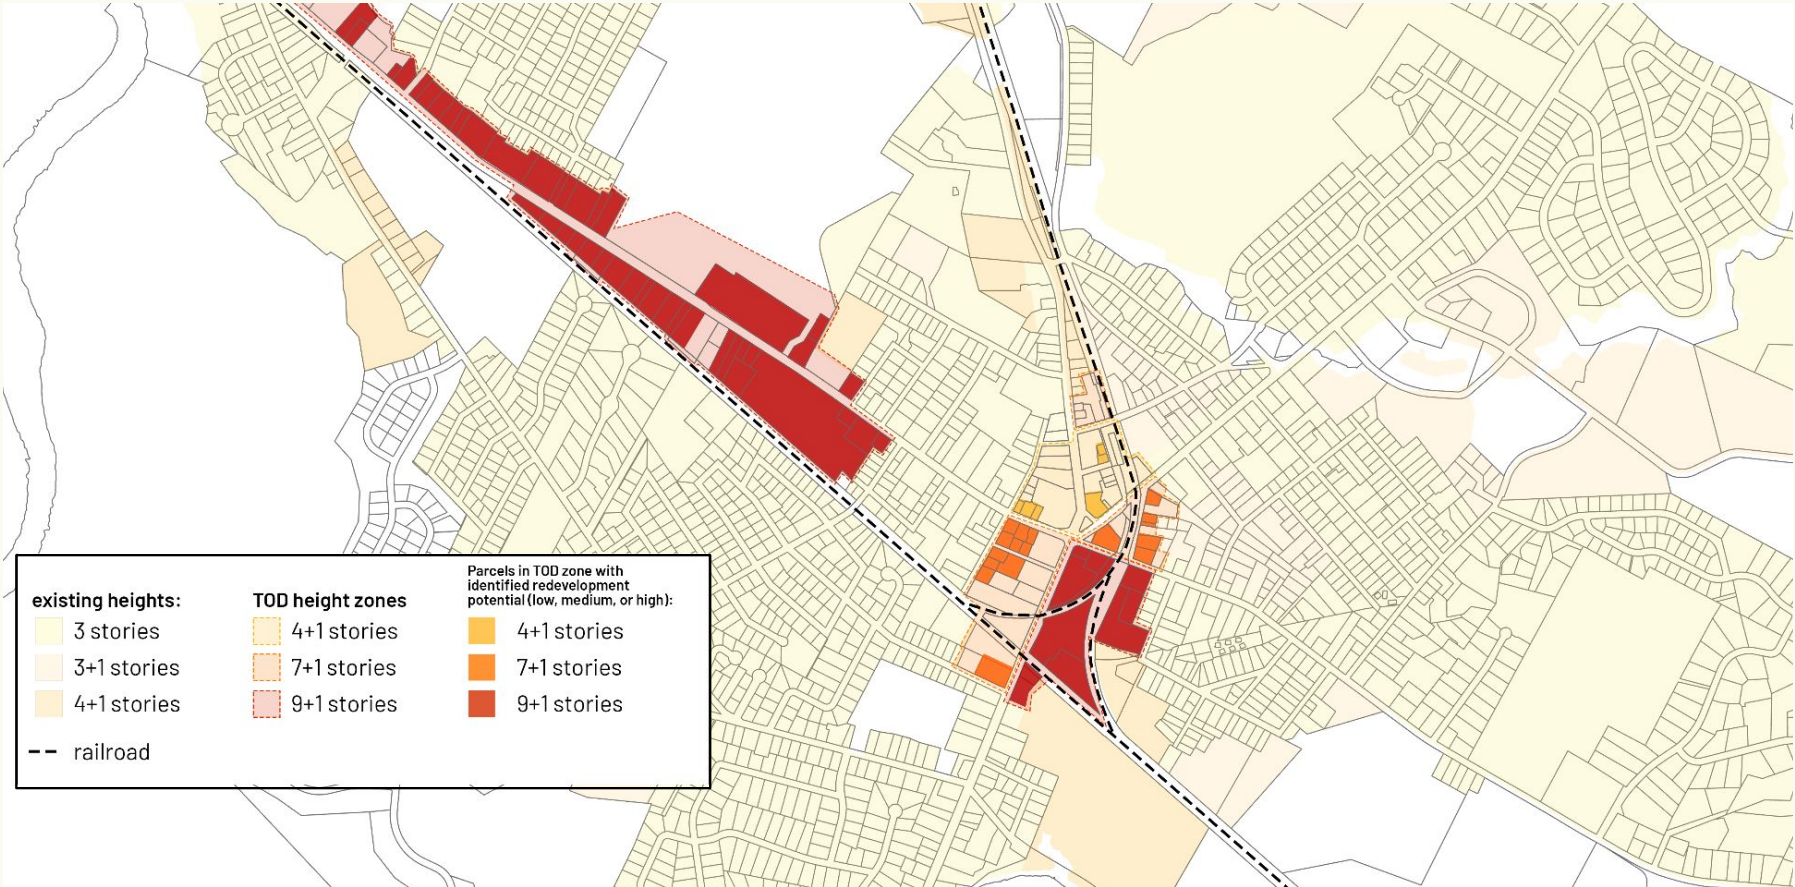 existing heights:
3 stories
3+1 stories
4+1 stories
railroad
TOD height zones
4+1 stories
7+1 stories
9+1 stories
Parcels in TOD zone with
identified redevelopment
potential (low, medium, or high):
4+1 stories
7+1 stories
9+1 stories